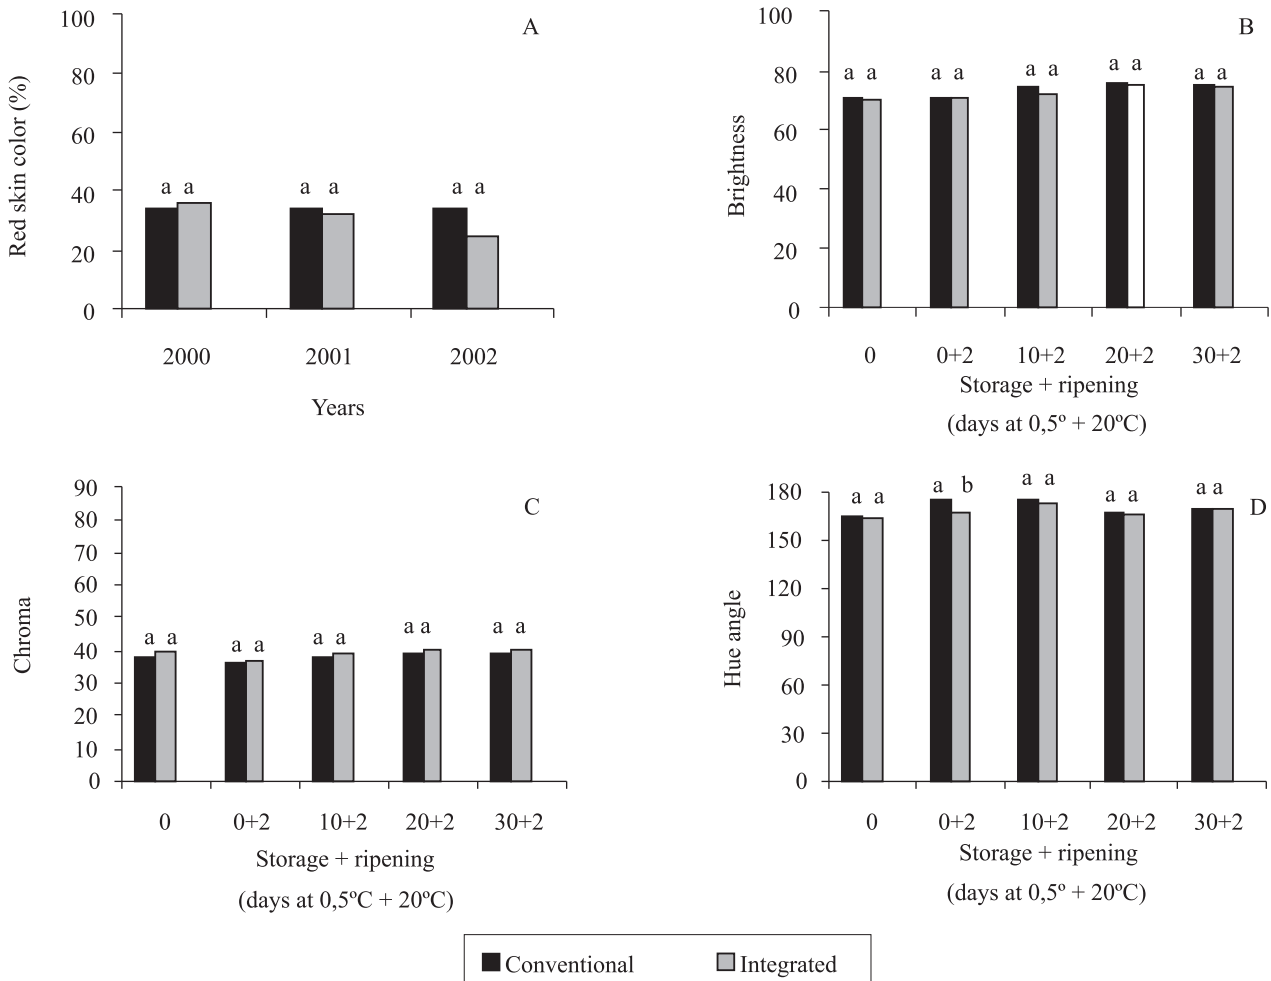 A
Red skin color (%)
100
80
60
40
20
0
a a
a a
a a
2000 2001 2002
Years
B
Brightness
100
80
60
40
20
0
a a
a a
a a
a a
a a
0 0+2 10+2 20+2 30+2
Storage + ripening
(days at 0,5º + 20ºC)
C
Chroma
90
80
70
60
50
40
30
20
10
0
a a
a a
a a
a a
a a
0 0+2 10+2 20+2 30+2
Storage + ripening
(days at 0,5ºC + 20ºC)
D
Hue angle
180
150
120
90
60
30
0
a a
a b
a a
a a
a a
0 0+2 10+2 20+2 30+2
Storage + ripening
(days at 0,5º + 20ºC)
Conventional Integrated